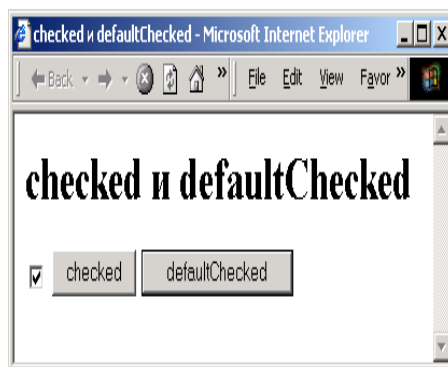 checked и defaultChecked - Microsoft Internet Explorer
Back » File Edit View Favor »
checked и defaultChecked
checked defaultChecked